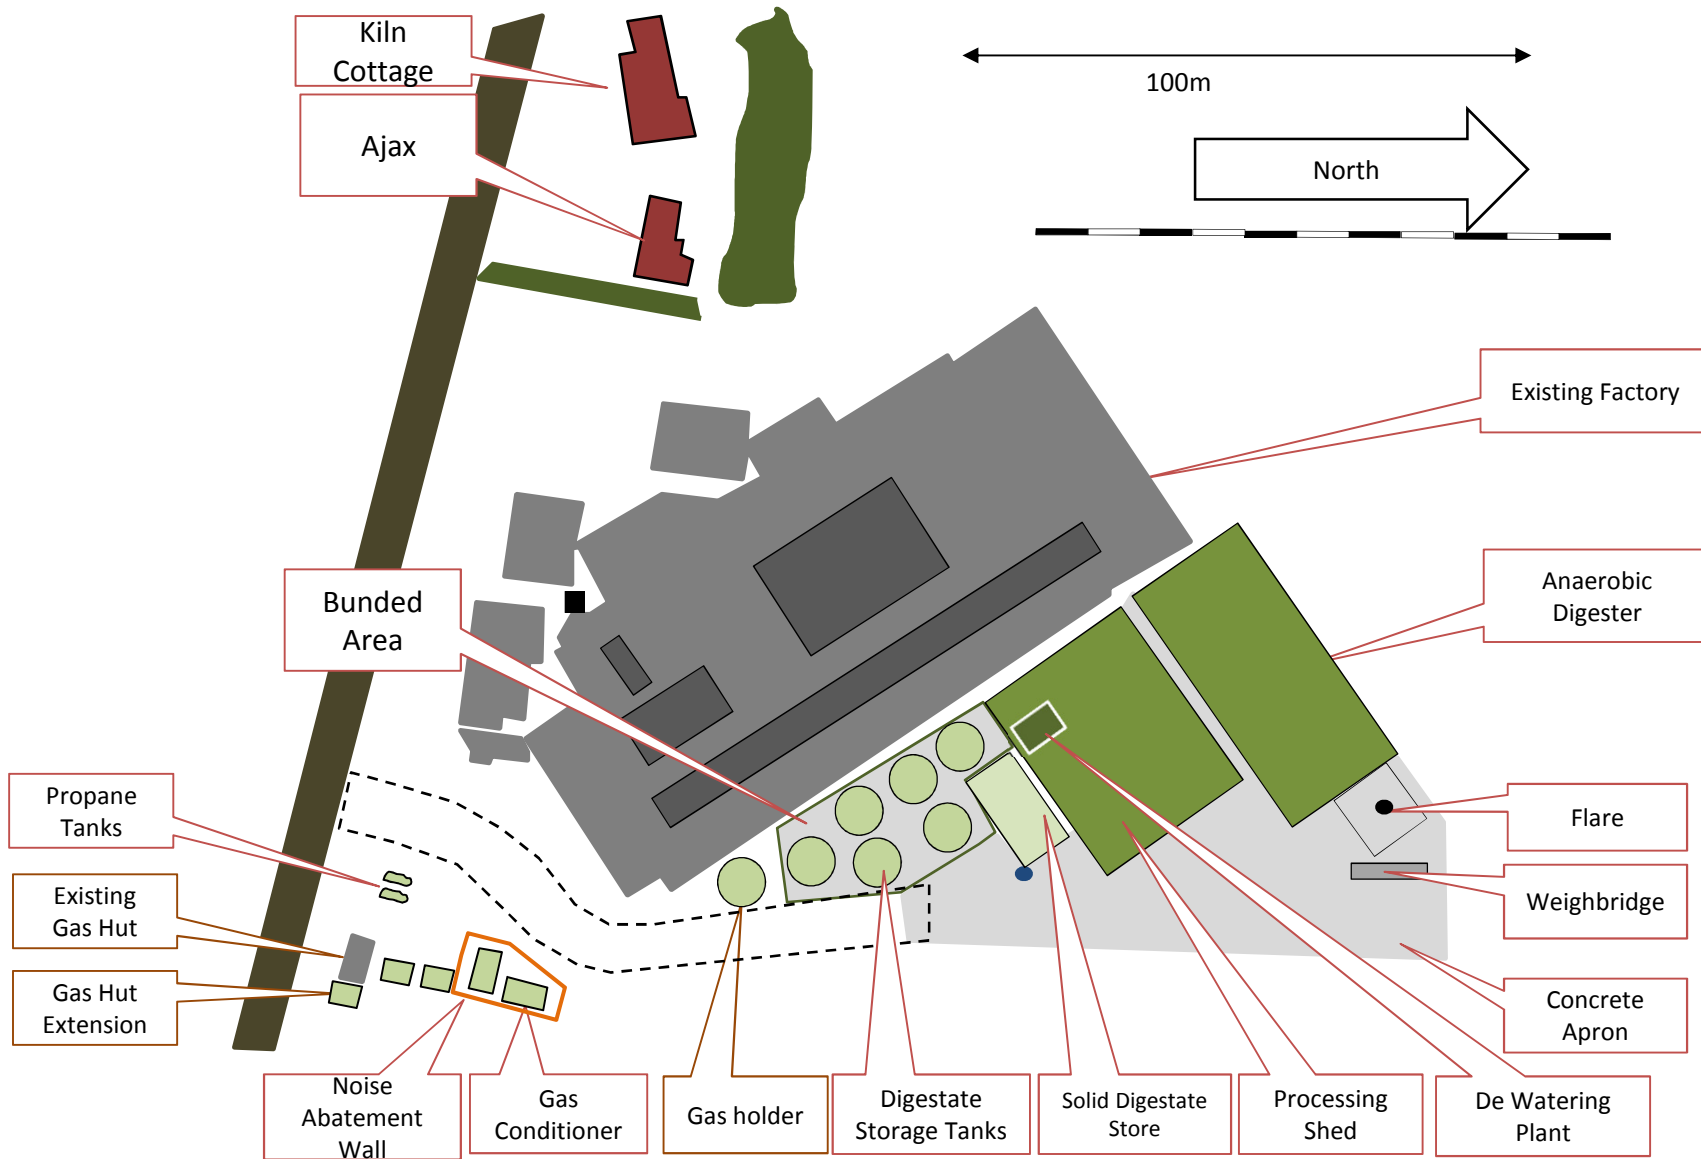 Kiln
Cottage
100m
Ajax
North
Existing Factory
Bunded
Area
Anaerobic
Digester
Propane
Tanks
Flare
Existing
Gas Hut
Weighbridge
Gas Hut
Extension
Concrete
Apron
Noise
Abatement
Wall
Gas
Conditioner
Gas holder
Digestate
Storage Tanks
Solid Digestate
Store
Processing
Shed
De Watering
Plant